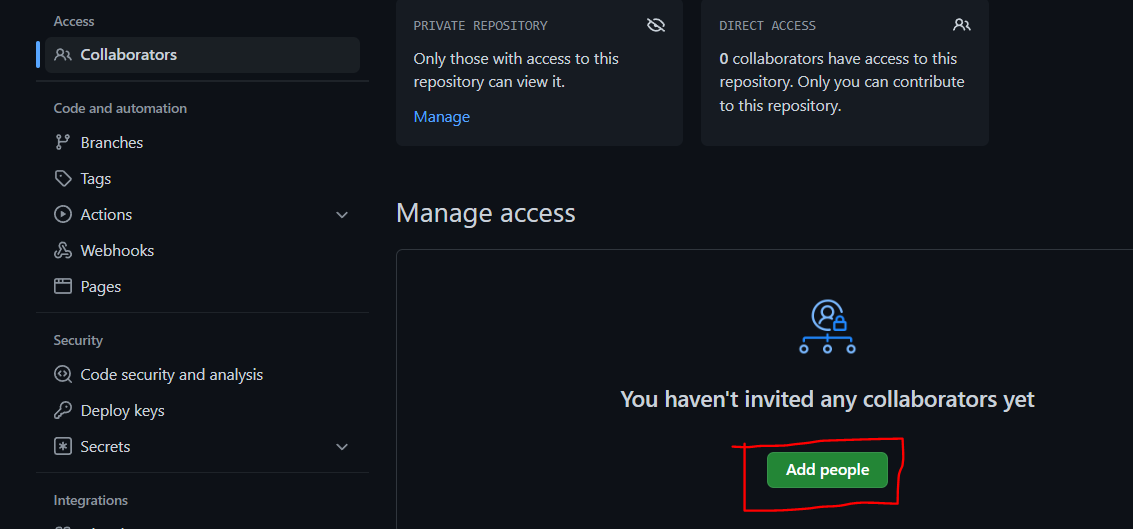 Access
Collaborators
Code and automation
Branches
Tags
Actions
Webhooks
Pages
Security
Code security and analysis
Deploy keys
Secrets
Integrations
PRIVATE REPOSITORY
Only those with access to this
repository can view it.
Manage
DIRECT ACCESS
0 collaborators have access to this
repository. Only you can contribute
to this repository.
Manage access
You haven't invited any collaborators yet
Add people